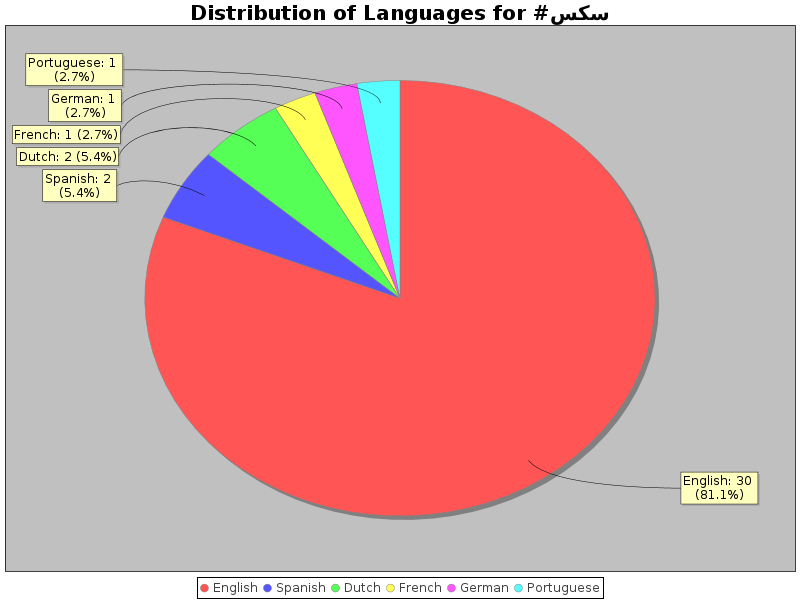 Distribution of Languages for #سكس
Portuguese: 1
(2.7%)
German: 1
(2.7%)
French: 1 (2.7%)
Dutch: 2 (5.4%)
Spanish: 2
(5.4%)
English: 30
(81.1%)
English Spanish Dutch French German Portuguese